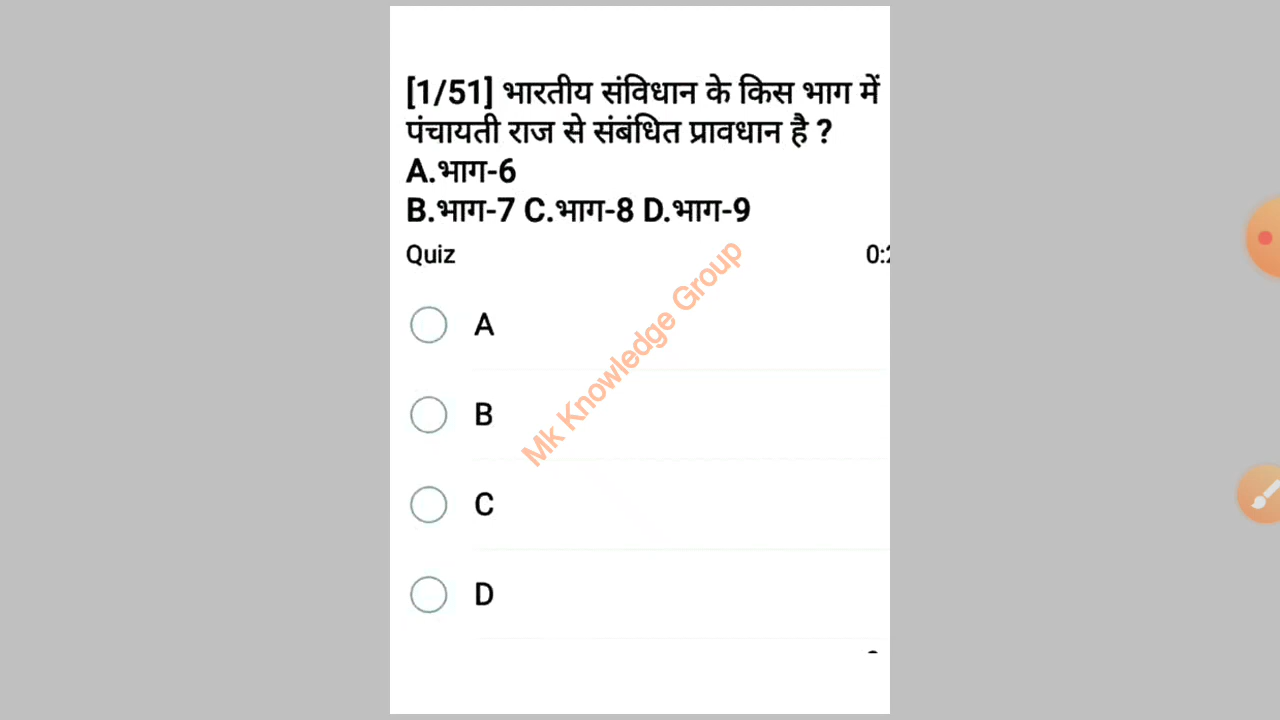 [1/51] भारतीय संविधान के किस भाग में
पंचायती राज से संबंधित प्रावधान है ?
A.भाग-6
B.भाग-7 C.भाग-8 D.भाग-9
Quiz
A
B
C
D
Mk Knowledge Group